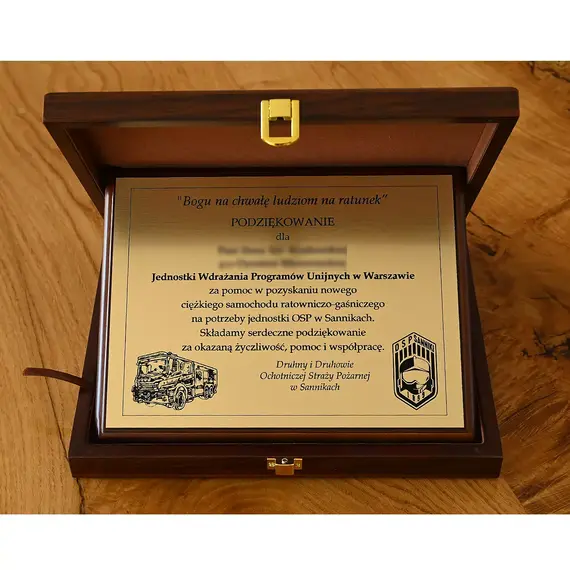 "Bogu na chwałę ludziom na ratunek"
PODZIĘKOWANIE
dla
Jednostki Wdrażania Programów Unijnych w Warszawie
za pomoc w pozyskaniu nowego
ciężkiego samochodu ratowniczo-gaśniczego
na potrzeby jednostki OSP w Sannikach.
Składamy serdeczne podziękowanie
za okazaną życzliwość, pomoc i współpracę.
Druhny i Druhowie
Ochotniczej Straży Pożarnej
w Sannikach
OSP SANNIKI